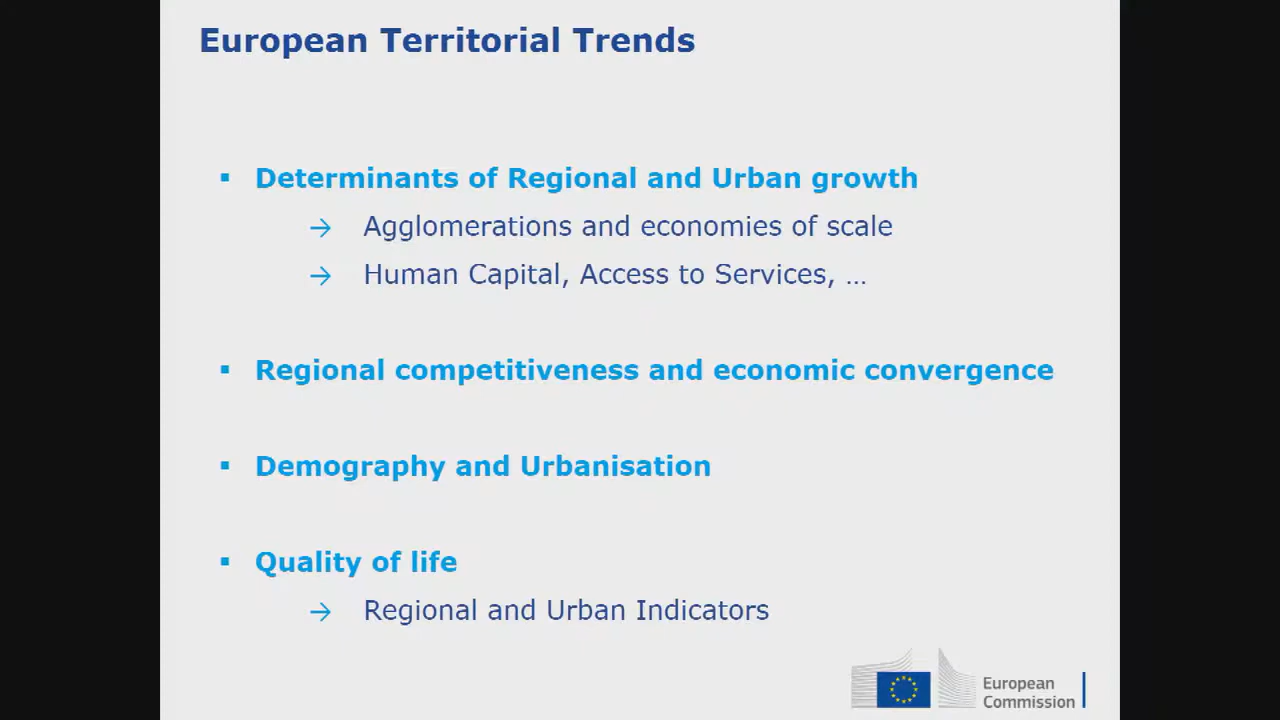 European Territorial Trends
▪ Determinants of Regional and Urban growth
→ Agglomerations and economies of scale
→ Human Capital, Access to Services, ...
▪ Regional competitiveness and economic convergence
▪ Demography and Urbanisation
▪ Quality of life
→ Regional and Urban Indicators
European
Commission